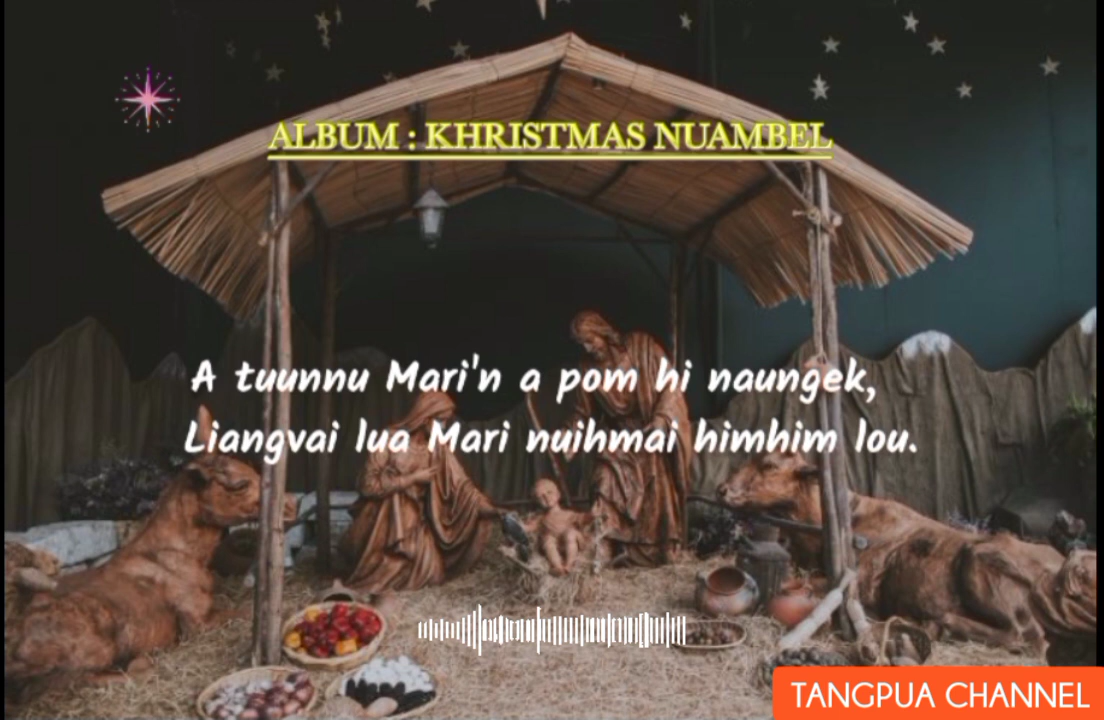 ALBUM : KHRISTMAS NUAMBEL
A tuunnu Mari'n a pom hi naungek,
Liangvai lua Mari nuihmai himhim lou.
TANGPUA CHANNEL